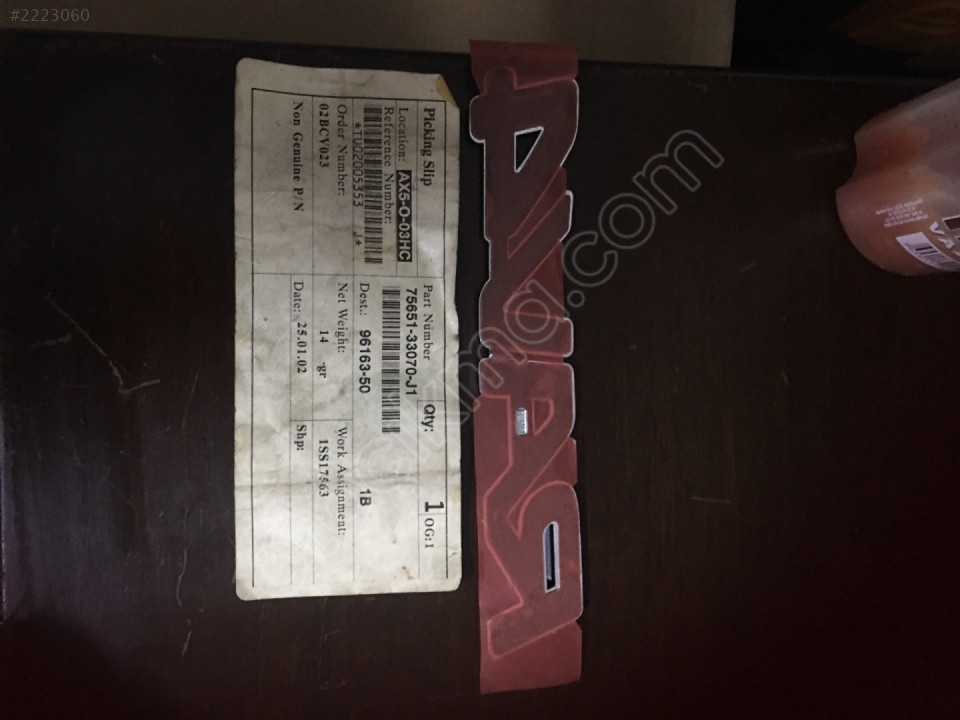 #2223060
Picking Slip
Location: AX5-O-03HC
Reference Number:
*TU02005353 J*
Order Number:
02BCV023
Non Genuine P/N
Part Number
75651-33070-J1
Qty: 1 OG:1
Dest.: 96163-50 1B
Net Weight:
14 -gr
Work Assignment:
1SS17563
Date: 25.01.02
Shp: